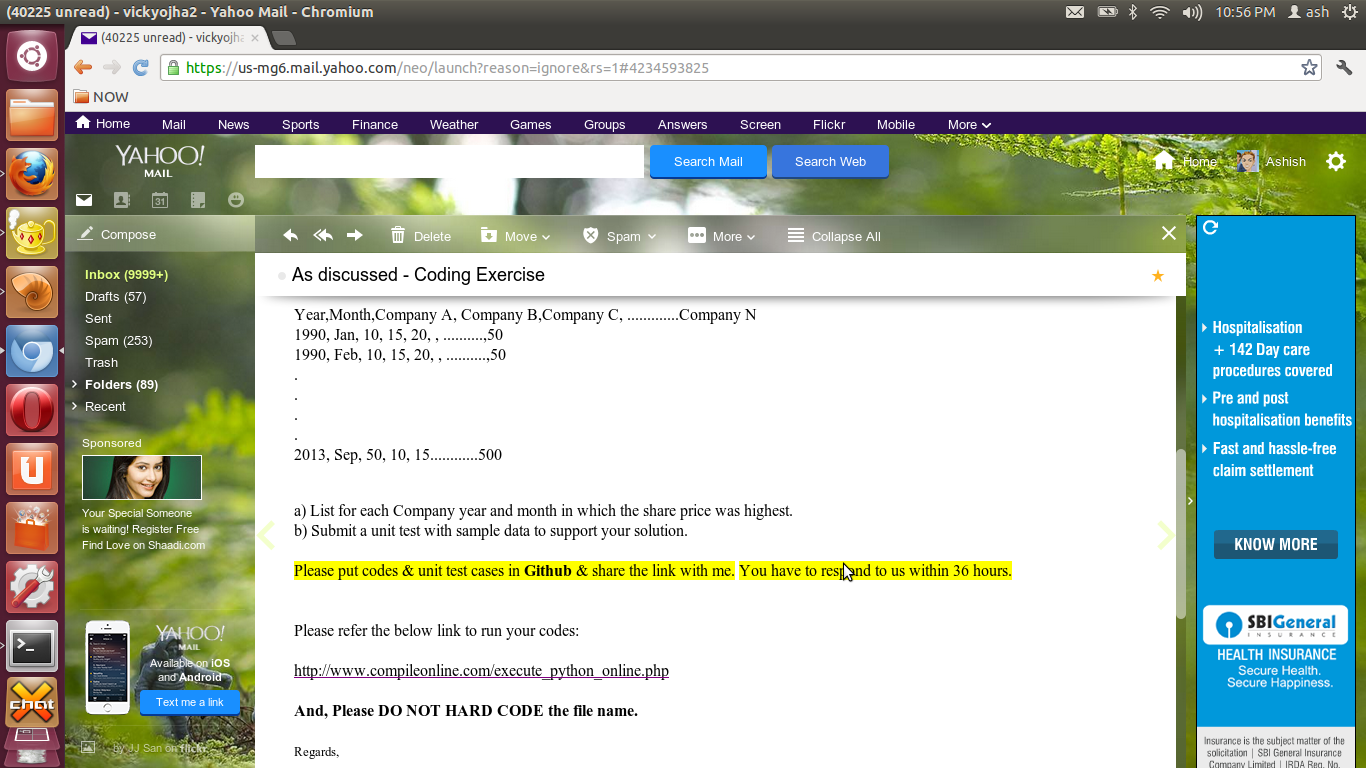 (40225 unread) - vickyojha2 - Yahoo Mail - Chromium
10:56 PM
ash
(40225 unread) - vickyojha
https://us-mg6.mail.yahoo.com/neo/launch?reason=ignore&rs=1#4234593825
NOW
Home Mail News Sports Finance Weather Games Groups Answers Screen Flickr Mobile More
YAHOO!
MAIL
Search Mail
Search Web
Home
Ashish
31
Compose
Delete Move Spam More Collapse All
Inbox (9999+)
Drafts (57)
Sent
Spam (253)
Trash
Folders (89)
Recent
Sponsored
Your Special Someone
is waiting! Register Free
Find Love on Shaadi.com
YAHOO!
MAIL
Available on iOS
and Android
Text me a link
by JJ San on flickr
As discussed - Coding Exercise
Year,Month,Company A, Company B,Company C, .............Company N
1990, Jan, 10, 15, 20, , ..........,50
1990, Feb, 10, 15, 20, , ..........,50
.
.
.
.
2013, Sep, 50, 10, 15............500
a) List for each Company year and month in which the share price was highest.
b) Submit a unit test with sample data to support your solution.
Please put codes & unit test cases in Github & share the link with me. You have to respond to us within 36 hours.
Please refer the below link to run your codes:
http://www.compileonline.com/execute_python_online.php
And, Please DO NOT HARD CODE the file name.
Regards,
Hospitalisation
+ 142 Day care
procedures covered
Pre and post
hospitalisation benefits
Fast and hassle-free
claim settlement
KNOW MORE
SBIGeneral
INSURANCE
HEALTH INSURANCE
Secure Health.
Secure Happiness.
Insurance is the subject matter of the
solicitation | SBI General Insurance
Company Limited | IRDA Reg. No.
chat